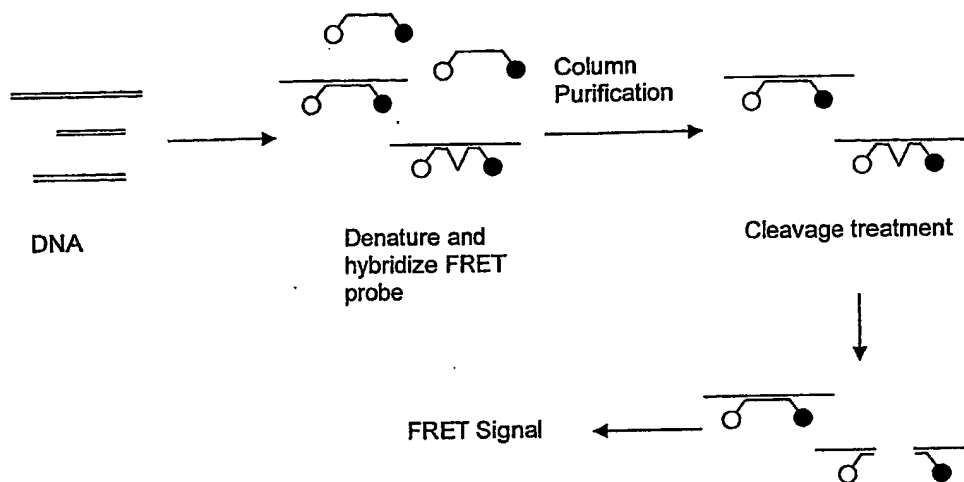 DNA
Denature and
hybridize FRET
probe
Column
Purification
Cleavage treatment
FRET Signal